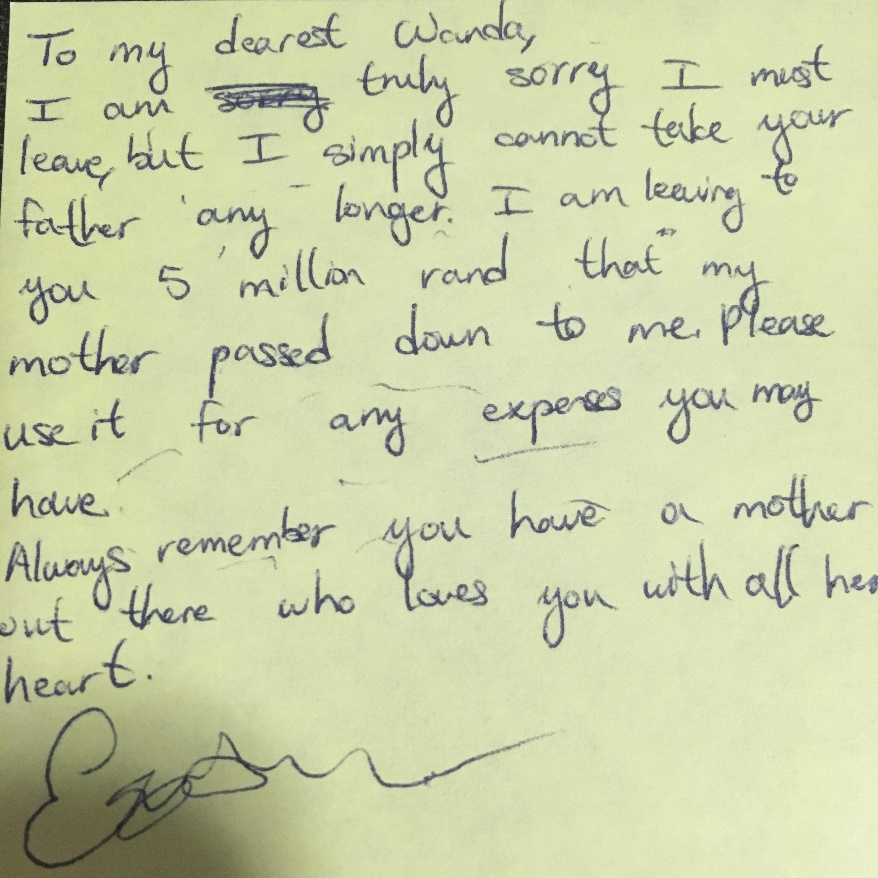 To my dearest Wanda,
I am truly sorry I must
leave, but I simply cannot take your
father any longer. I am leaving to
you 5 million rand that my
mother passed down to me. Please
use it for any expenses you may
have.
Always remember you have a mother
out there who loves you with all her
heart.